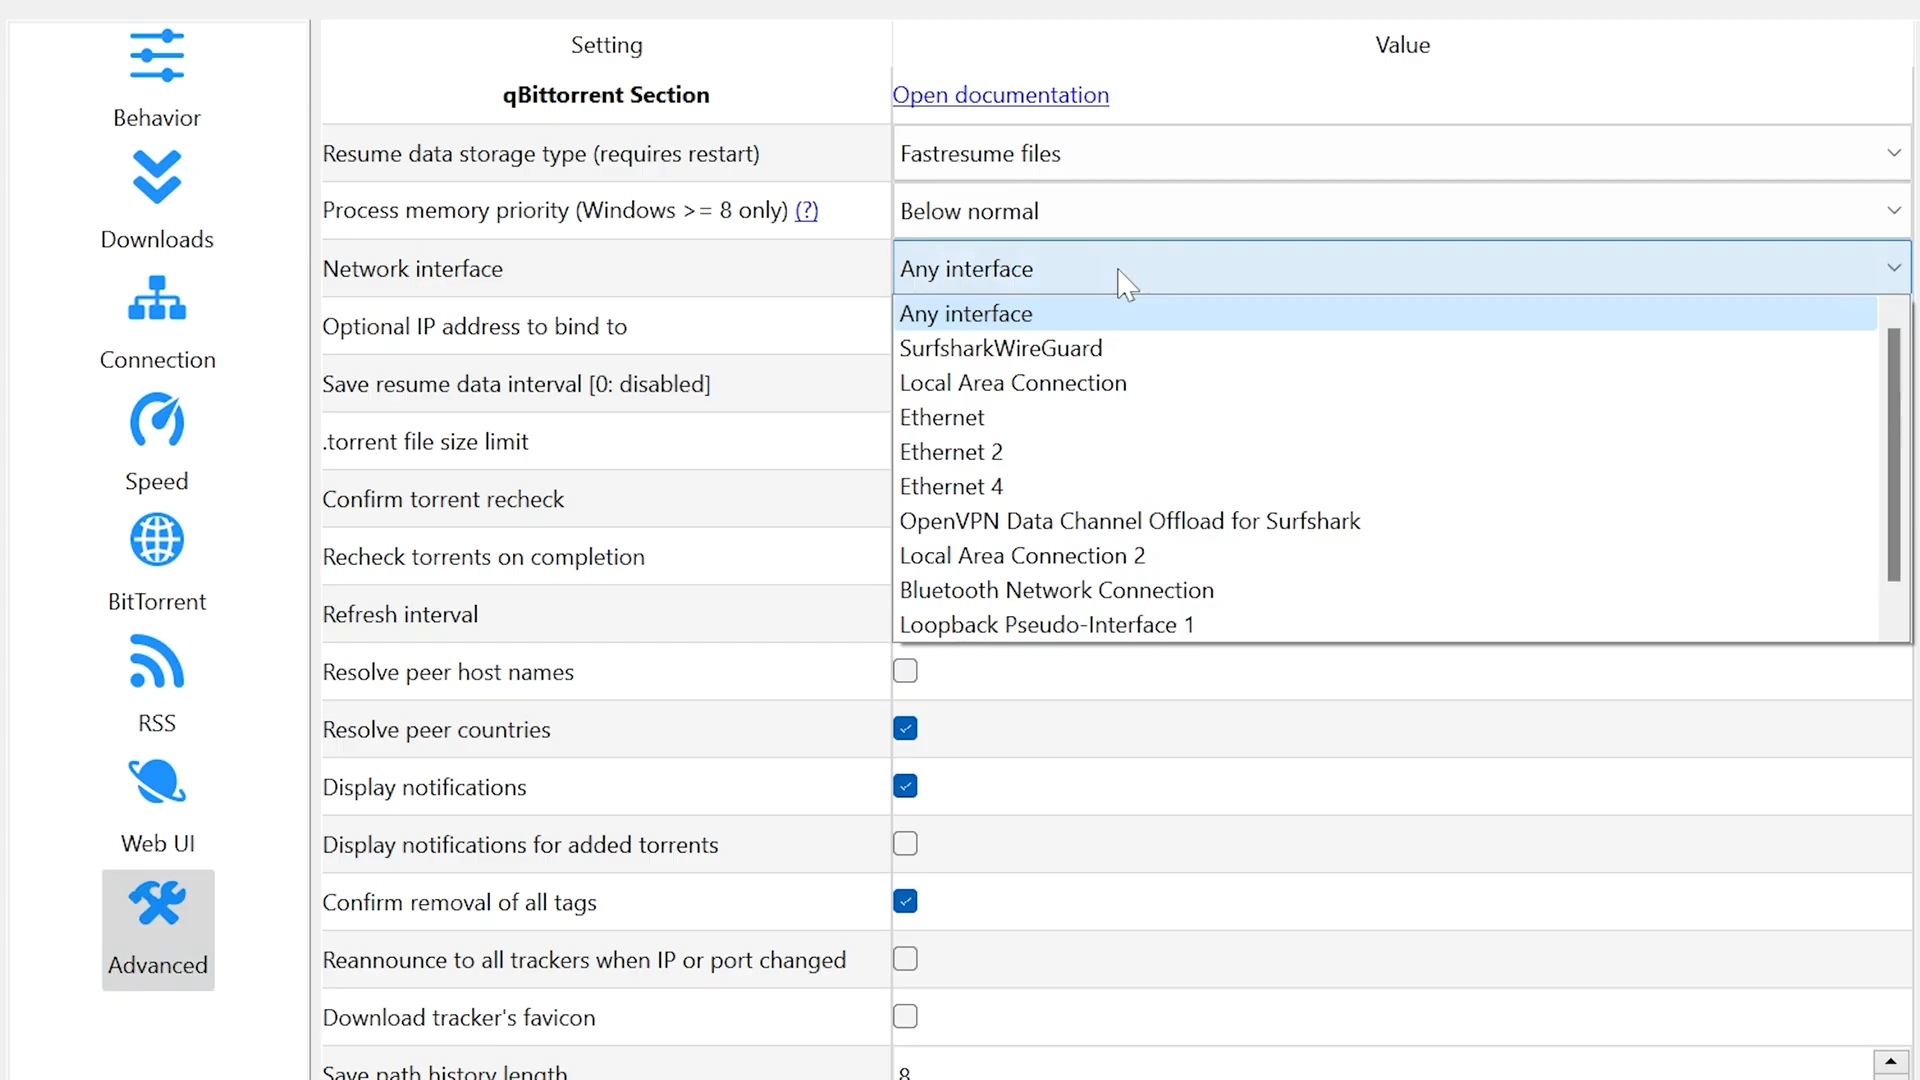 Behavior
Downloads
Connection
Speed
BitTorrent
RSS
Web UI
Advanced
Setting Value
qBittorrent Section Open documentation
Resume data storage type (requires restart) Fastresume files
Process memory priority (Windows >= 8 only) (?) Below normal
Network interface Any interface
Any interface
SurfsharkWireGuard
Local Area Connection
Ethernet
Ethernet 2
Ethernet 4
OpenVPN Data Channel Offload for Surfshark
Local Area Connection 2
Bluetooth Network Connection
Loopback Pseudo-Interface 1
Optional IP address to bind to
Save resume data interval [0: disabled]
.torrent file size limit
Confirm torrent recheck
Recheck torrents on completion
Refresh interval
Resolve peer host names
Resolve peer countries
Display notifications
Display notifications for added torrents
Confirm removal of all tags
Reannounce to all trackers when IP or port changed
Download tracker's favicon
Save path history length 8